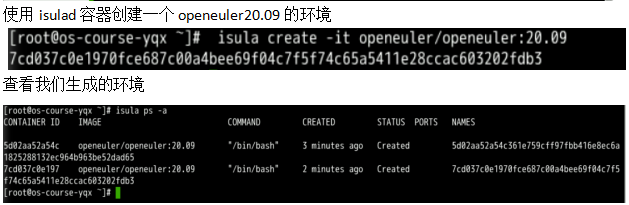 使用 isulad 容器创建一个 openeuler20.09 的环境
[root@os-course-yqx ~]#  isula create -it openeuler/openeuler:20.09
7cd037c0e1970fce687c00a4bee69f04c7f5f74c65a5411e28ccac603202fdb3
查看我们生成的环境
[root@os-course-yqx ~]# isula ps -a
CONTAINER ID  IMAGE  COMMAND  CREATED  STATUS  PORTS  NAMES
5d02aa52a54c  openeuler/openeuler:20.09  "/bin/bash"  3 minutes ago  Created  5d02aa52a54c361e759cff97fbb416e8ec6a
1825288132ec964b963be52dad65
7cd037c0e197  openeuler/openeuler:20.09  "/bin/bash"  2 minutes ago  Created  7cd037c0e1970fce687c00a4bee69f04c7f5
f74c65a5411e28ccac603202fdb3
[root@os-course-yqx ~]#